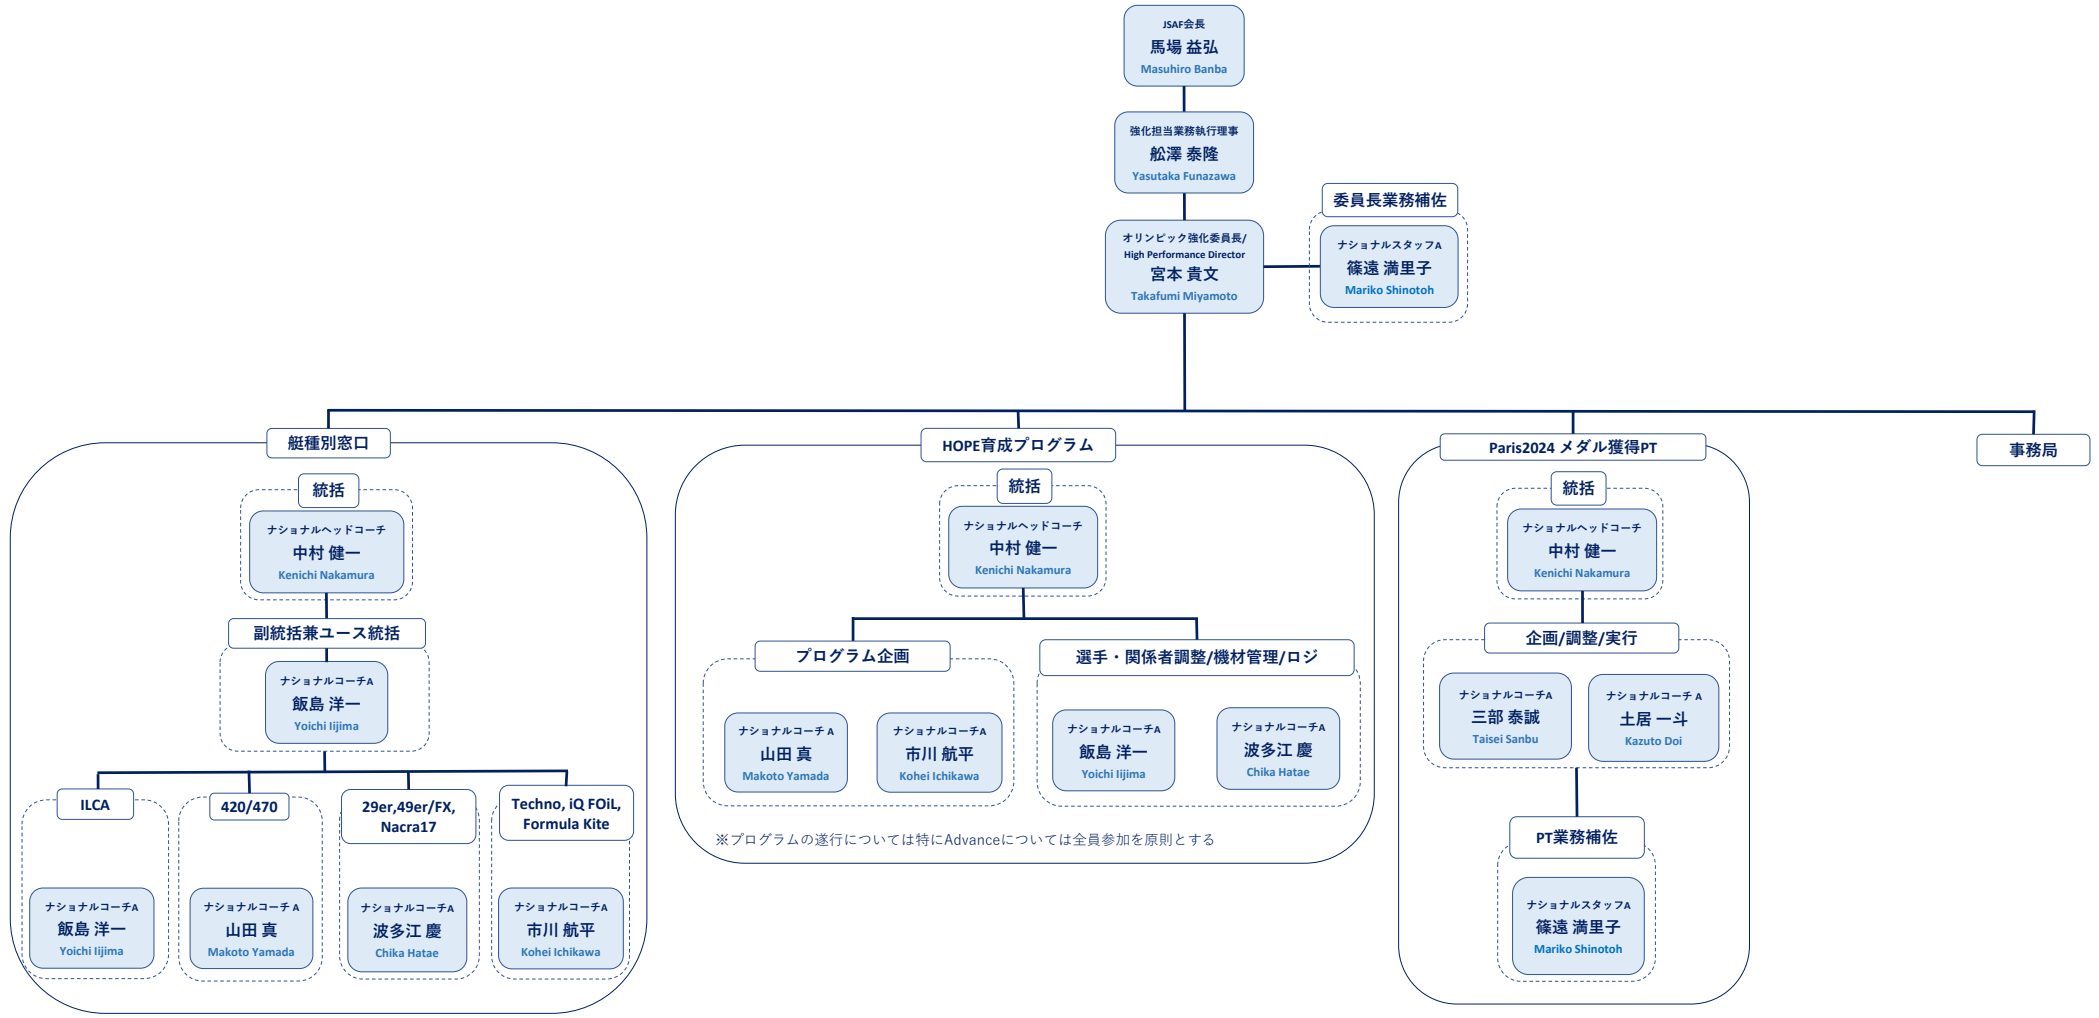 JSAF会長
馬場 益弘
Masuhiro Banba
強化担当業務執行理事
舩澤 泰隆
Yasutaka Funazawa
オリンピック強化委員長/
High Performance Director
宮本 貴文
Takafumi Miyamoto
委員長業務補佐
ナショナルスタッフA
篠遠 満里子
Mariko Shinotoh
艇種別窓口
統括
ナショナルヘッドコーチ
中村 健一
Kenichi Nakamura
副統括兼ユース統括
ナショナルコーチA
飯島 洋一
Yoichi Iijima
ILCA
ナショナルコーチA
飯島 洋一
Yoichi Iijima
420/470
ナショナルコーチ A
山田 真
Makoto Yamada
29er,49er/FX,
Nacra17
ナショナルコーチA
波多江 慶
Chika Hatae
Techno, iQ FOiL,
Formula Kite
ナショナルコーチA
市川 航平
Kohei Ichikawa
HOPE育成プログラム
統括
ナショナルヘッドコーチ
中村 健一
Kenichi Nakamura
プログラム企画
ナショナルコーチ A
山田 真
Makoto Yamada
ナショナルコーチA
市川 航平
Kohei Ichikawa
選手・関係者調整/機材管理/ロジ
ナショナルコーチA
飯島 洋一
Yoichi Iijima
ナショナルコーチA
波多江 慶
Chika Hatae
※プログラムの遂行については特にAdvanceについては全員参加を原則とする
Paris2024 メダル獲得PT
統括
ナショナルヘッドコーチ
中村 健一
Kenichi Nakamura
企画/調整/実行
ナショナルコーチA
三部 泰誠
Taisei Sanbu
ナショナルコーチ A
土居 一斗
Kazuto Doi
PT業務補佐
ナショナルスタッフA
篠遠 満里子
Mariko Shinotoh
事務局